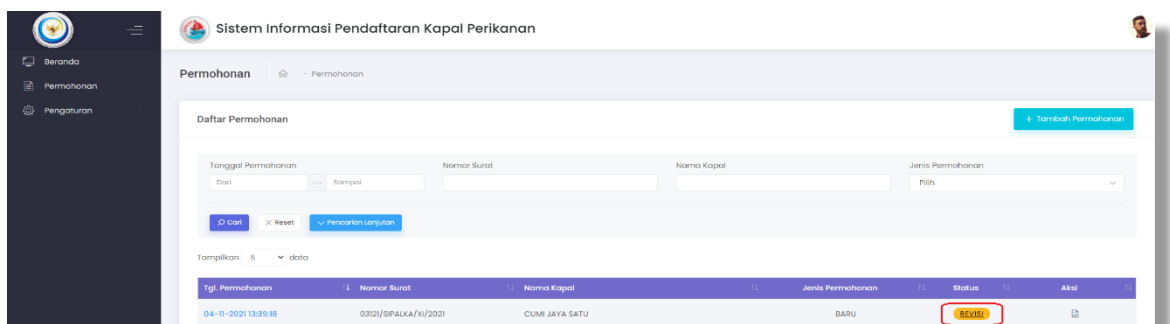 Sistem Informasi Pendaftaran Kapal Perikanan
Beranda
Permohonan
Pengaturan
Permohonan - Permohonan
Daftar Permohonan + Tambah Permohonan
Tanggal Permohonan Nomor Surat Nama Kapal Jenis Permohonan
Dari ... Sampai Pilih
Cari × Reset Pencarian Lanjutan
Tampilkan 5 data
Tgl. Permohonan Nomor Surat Nama Kapal Jenis Permohonan Status Aksi
04-11-2021 13:39:18 03121/SIPALKA/XI/2021 CUMI JAYA SATU BARU REVISI